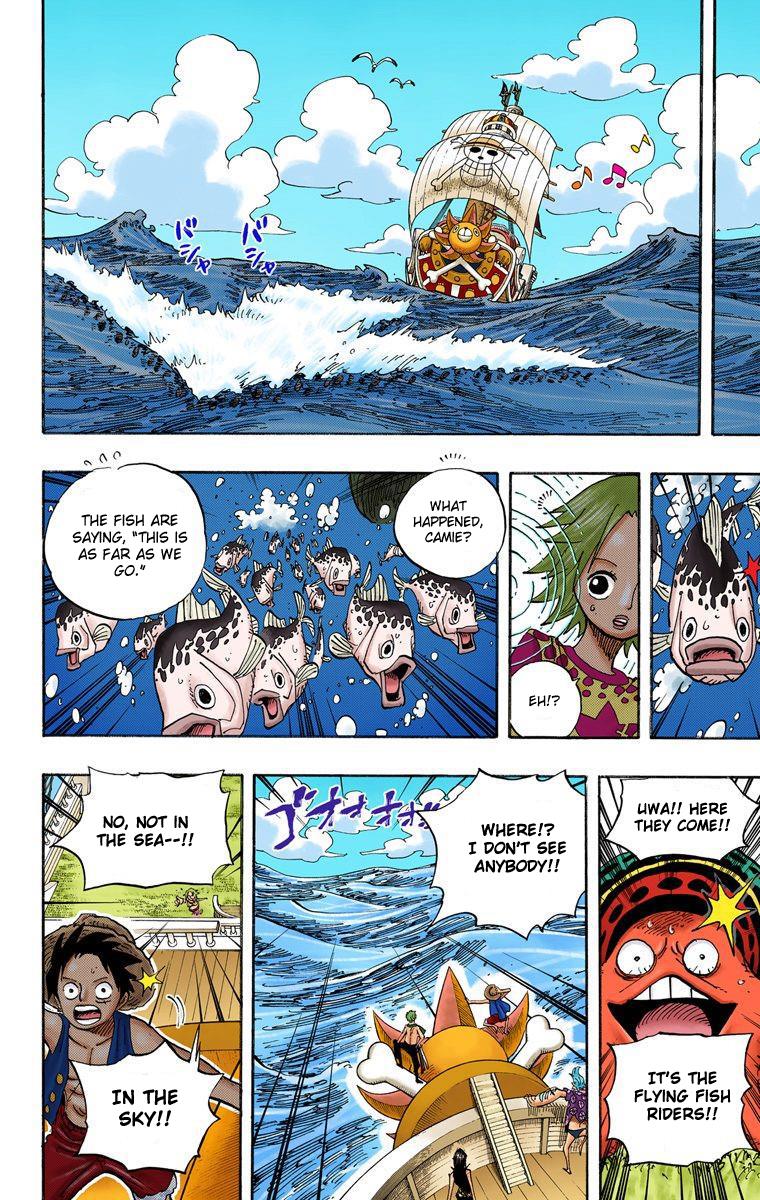 バシャ
バシャ
EH!?
WHAT
HAPPENED,
CAMIE?
THE FISH ARE
SAYING, "THIS IS
AS FAR AS WE
GO."
UWA!! HERE
THEY COME!!
IT'S THE
FLYING FISH
RIDERS!!
WHERE!?
I DON'T SEE
ANYBODY!!
ゴオオオオ
NO, NOT IN
THE SEA--!!
IN THE
SKY!!